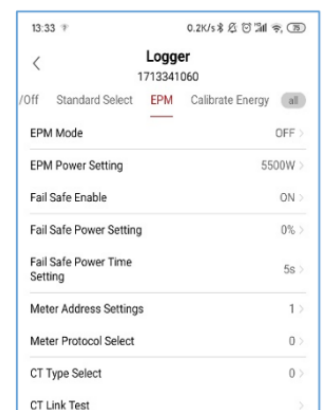 13:33 0.2K/s 75
Logger
1713341060
/Off Standard Select EPM Calibrate Energy all
EPM Mode OFF
EPM Power Setting 5500W
Fail Safe Enable ON
Fail Safe Power Setting 0%
Fail Safe Power Time
Setting 5s
Meter Address Settings 1
Meter Protocol Select 0
CT Type Select 0
CT Link Test